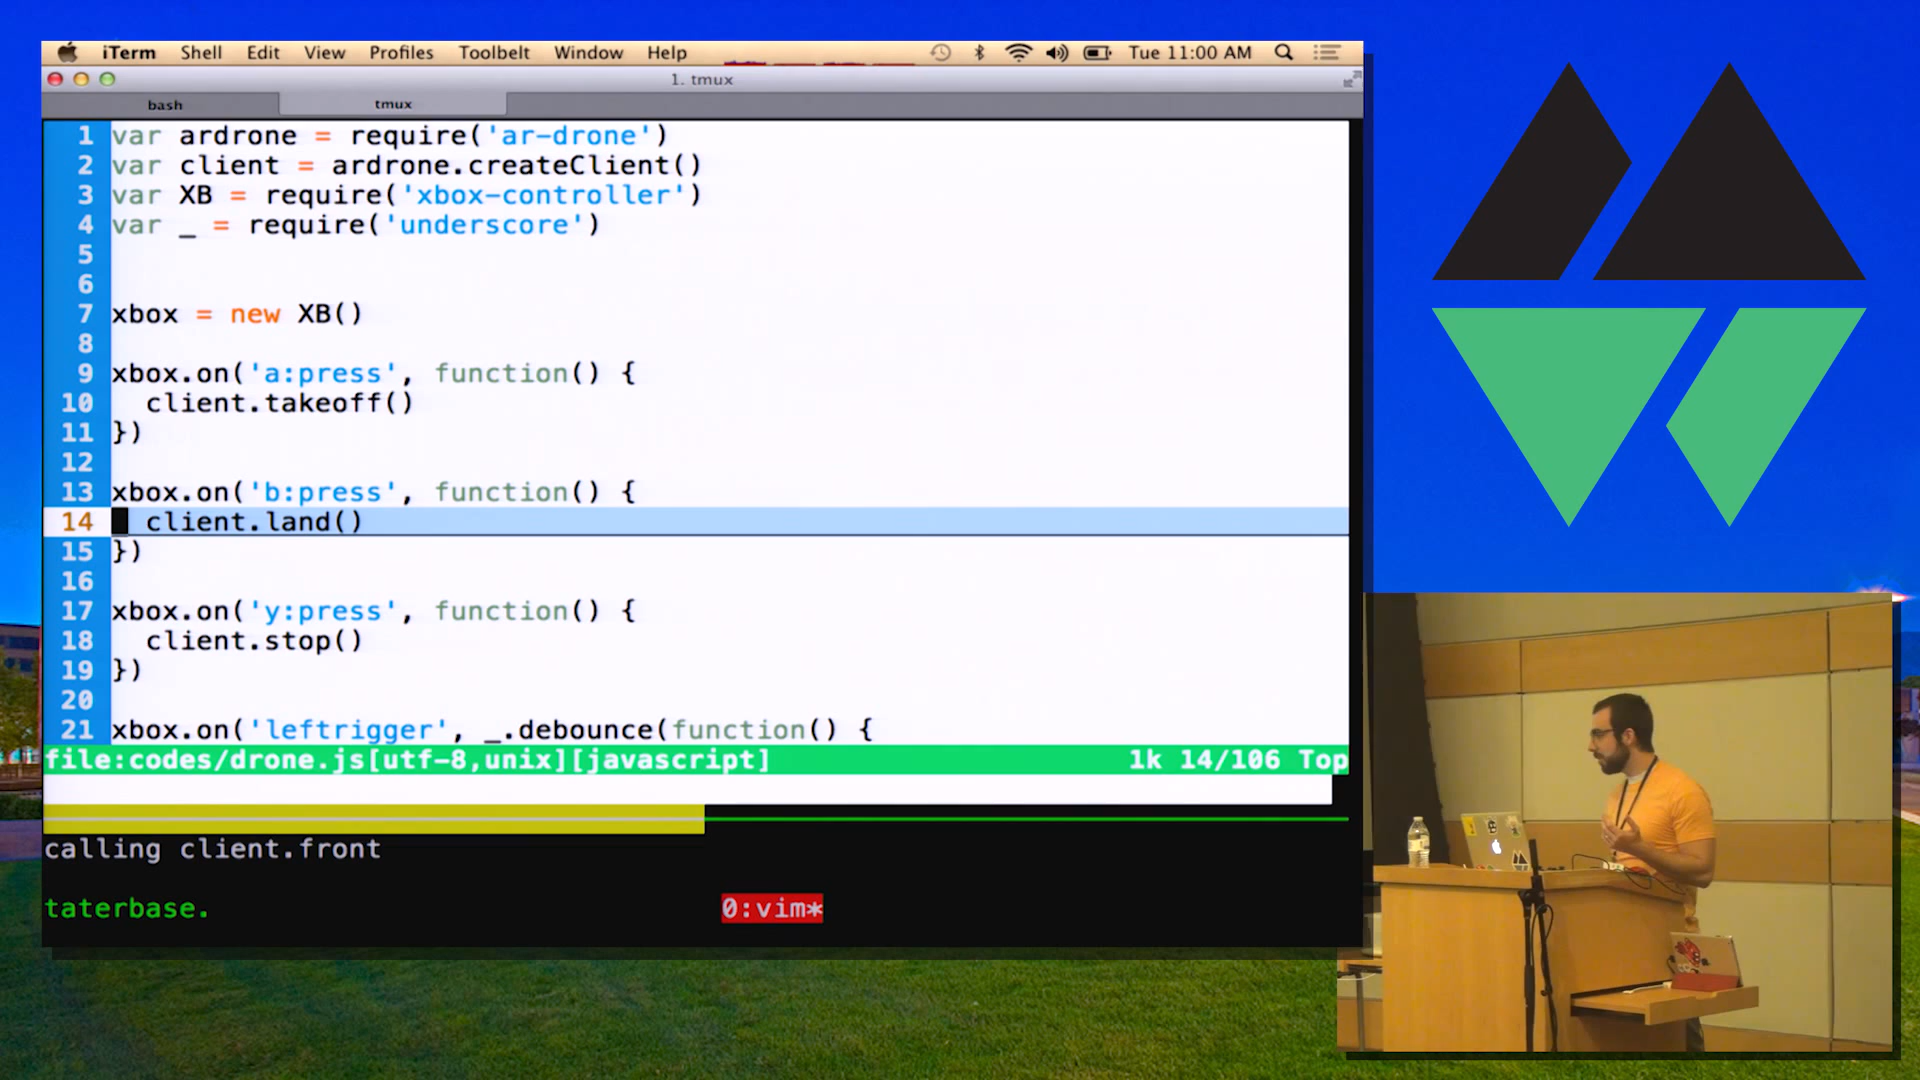 iTerm Shell Edit View Profiles Toolbelt Window Help Tue 11:00 AM
1. tmux
bash tmux
1 var ardrone = require('ar-drone')
2 var client = ardrone.createClient()
3 var XB = require('xbox-controller')
4 var _ = require('underscore')
5
6
7 xbox = new XB()
8
9 xbox.on('a:press', function() {
10 client.takeoff()
11 })
12
13 xbox.on('b:press', function() {
14 client.land()
15 })
16
17 xbox.on('y:press', function() {
18 client.stop()
19 })
20
21 xbox.on('leftrigger', _.debounce(function() {
file:codes/drone.js[utf-8,unix][javascript] 1k 14/106 Top
calling client.front
taterbase. 0:vim*